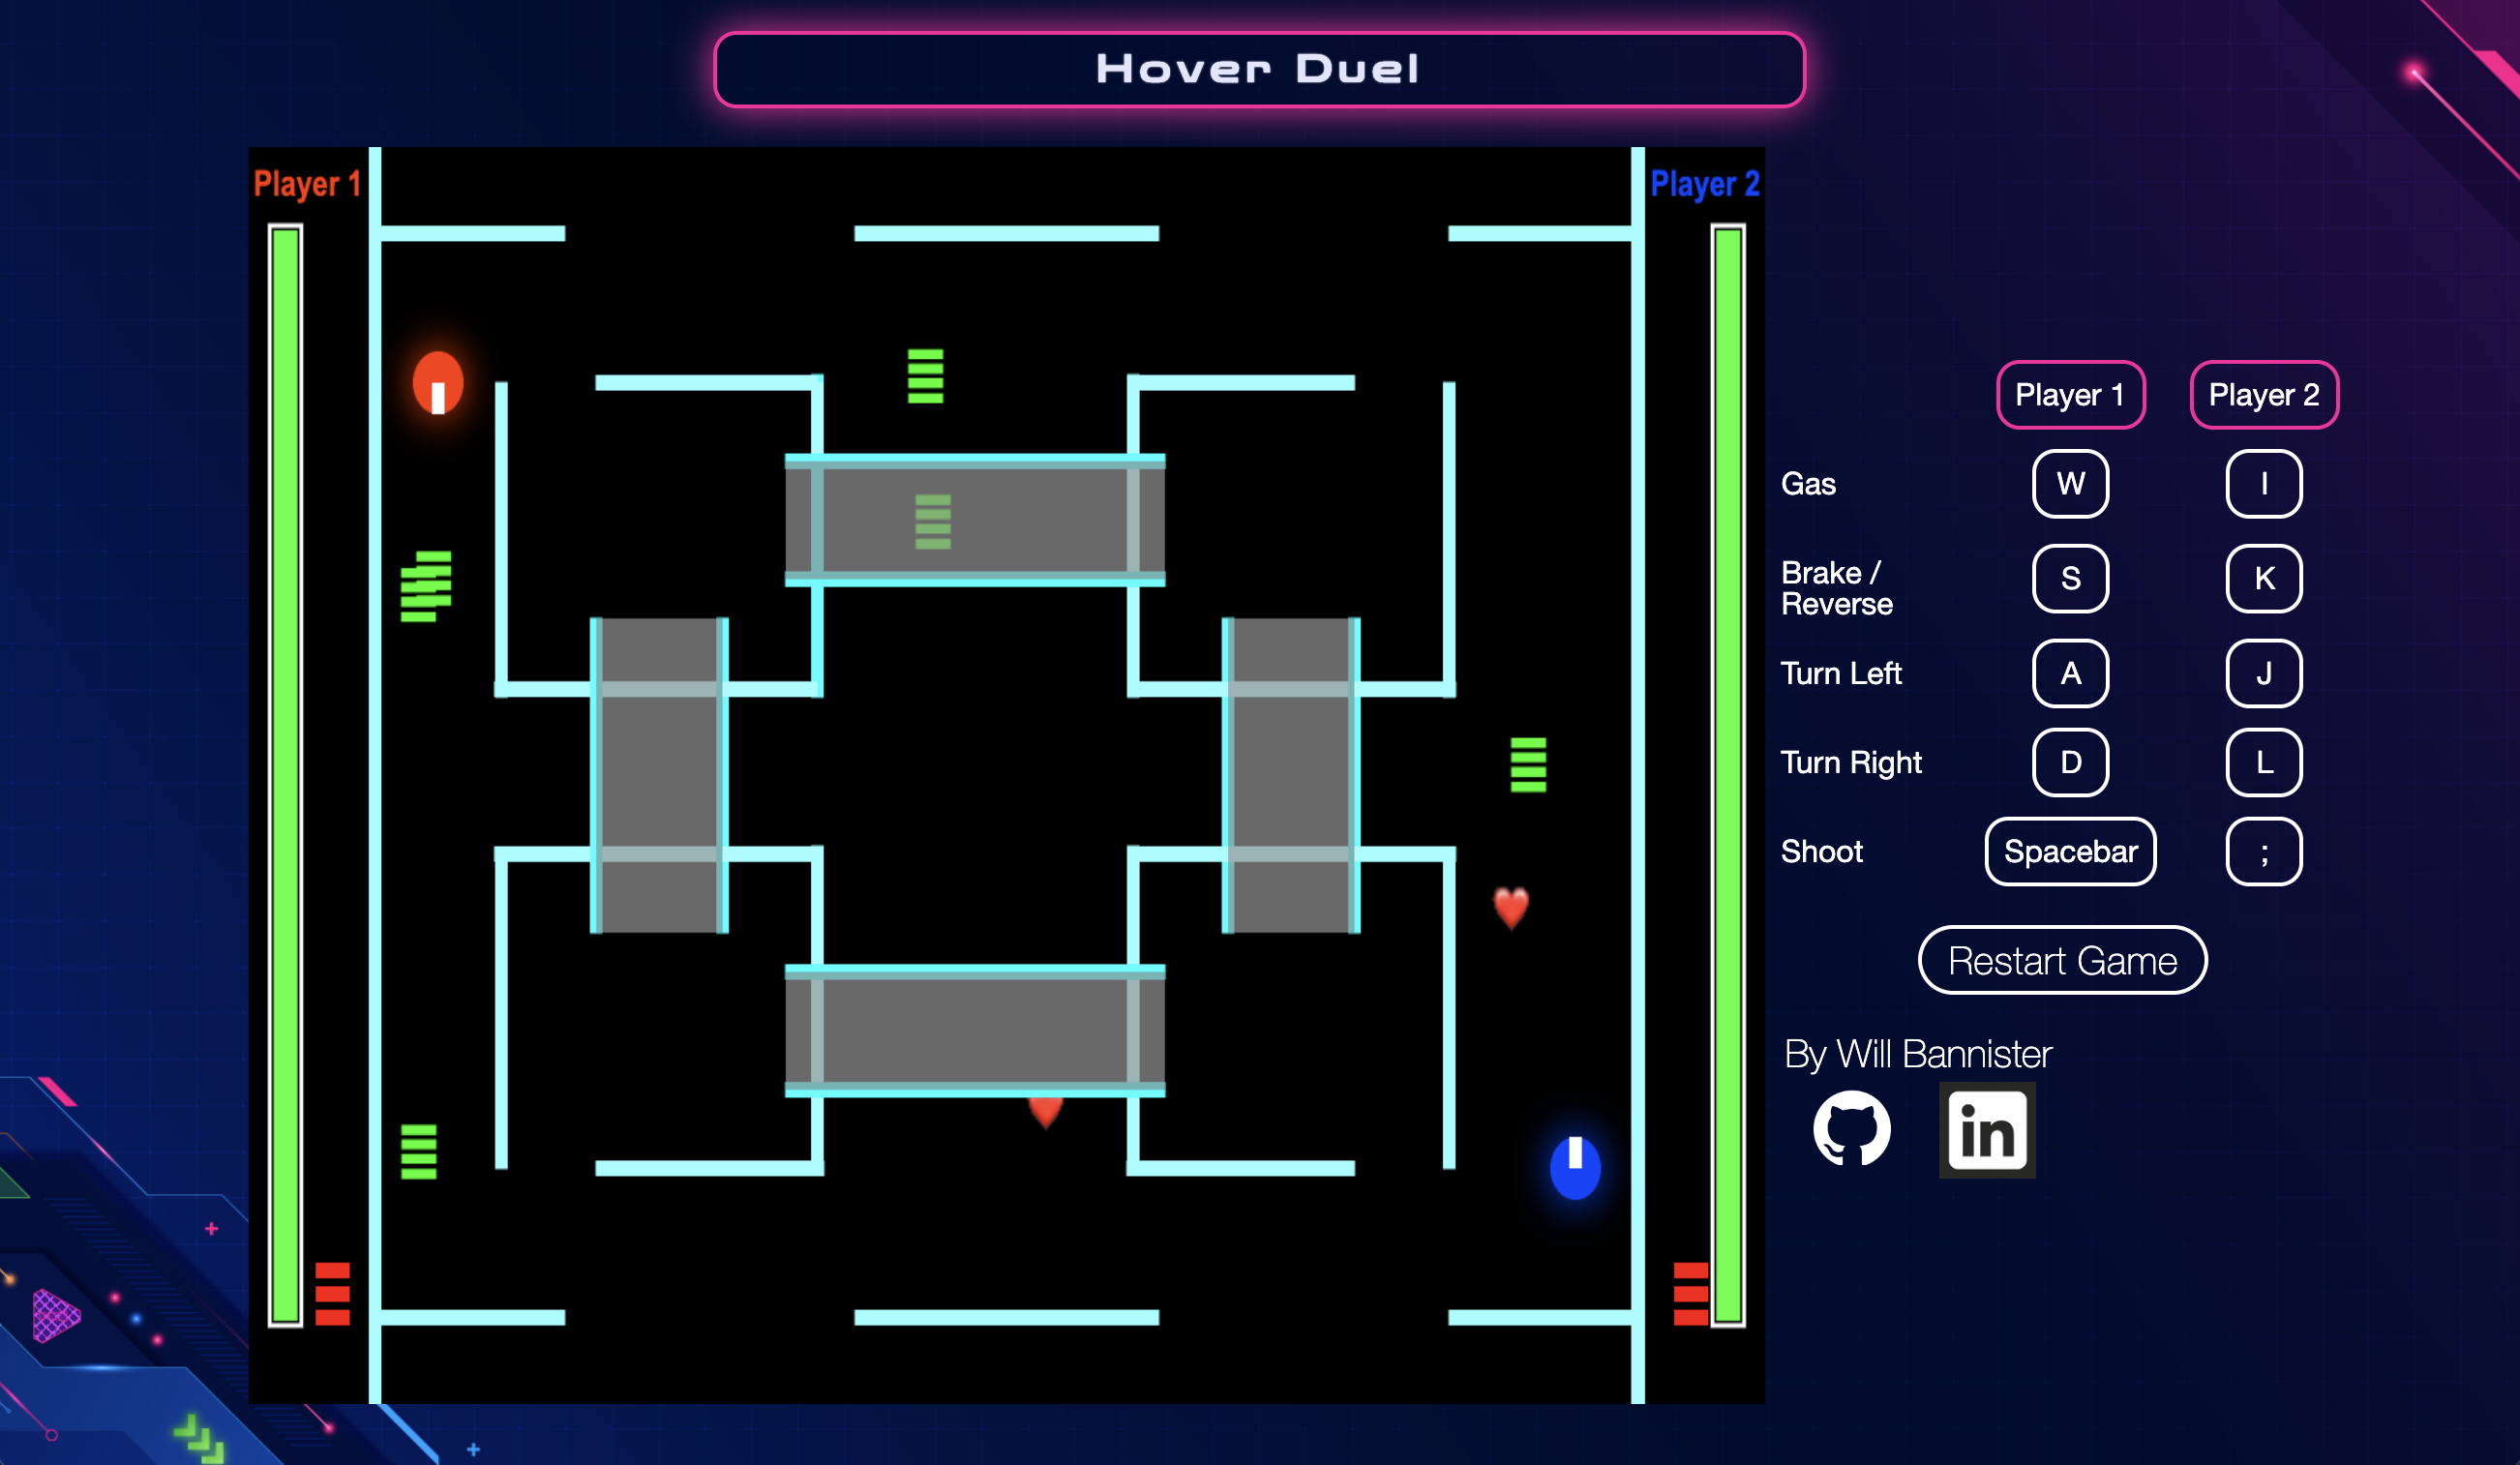 Hover Duel
Player 1
Player 2
Player 1 Player 2
Gas W I
Brake /
Reverse S K
Turn Left A J
Turn Right D L
Shoot Spacebar ;
Restart Game
By Will Bannister
in